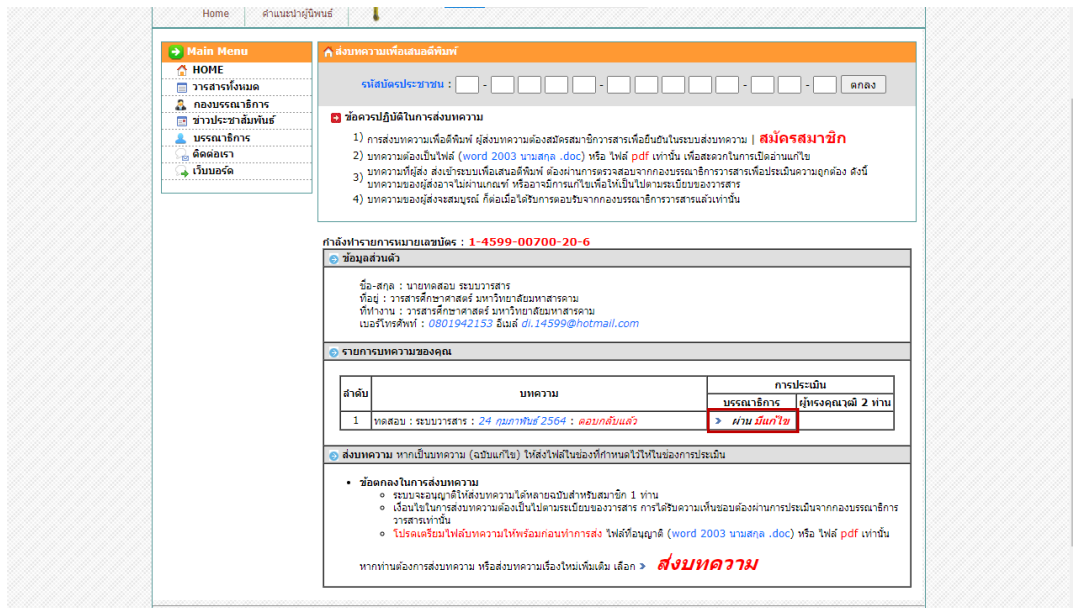 Home คำแนะนำผู้นิพนธ์
Main Menu
HOME
วารสารทั้งหมด
กองบรรณาธิการ
ข่าวประชาสัมพันธ์
บรรณาธิการ
ติดต่อเรา
เว็บบอร์ด
ส่งบทความเพื่อเสนอตีพิมพ์
รหัสบัตรประชาชน : - - - - ตกลง
ข้อควรปฏิบัติในการส่งบทความ
1) การส่งบทความเพื่อตีพิมพ์ ผู้ส่งบทความต้องสมัครสมาชิกวารสารเพื่อยืนยันในระบบส่งบทความ | สมัครสมาชิก
2) บทความต้องเป็นไฟล์ (word 2003 นามสกุล .doc) หรือ ไฟล์ pdf เท่านั้น เพื่อสะดวกในการเปิดอ่านแก้ไข
3) บทความที่ผู้ส่ง ส่งเข้าระบบเพื่อเสนอตีพิมพ์ ต้องผ่านการตรวจสอบจากกองบรรณาธิการวารสารเพื่อประเมินความถูกต้อง ดังนี้
บทความของผู้ส่งอาจไม่ผ่านเกณฑ์ หรืออาจมีการแก้ไขเพื่อให้เป็นไปตามระเบียบของวารสาร
4) บทความของผู้ส่งจะสมบูรณ์ ก็ต่อเมื่อได้รับการตอบรับจากกองบรรณาธิการวารสารแล้วเท่านั้น
กำลังทำรายการหมายเลขบัตร : 1-4599-00700-20-6
ข้อมูลส่วนตัว
ชื่อ-สกุล : นายทดสอบ ระบบวารสาร
ที่อยู่ : วารสารศึกษาศาสตร์ มหาวิทยาลัยมหาสารคาม
ที่ทำงาน : วารสารศึกษาศาสตร์ มหาวิทยาลัยมหาสารคาม
เบอร์โทรศัพท์ : 0801942153 อีเมล์ di.14599@hotmail.com
รายการบทความของคุณ
ลำดับ บทความ การประเมิน
บรรณาธิการ ผู้ทรงคุณวุฒิ 2 ท่าน
1 ทดสอบ : ระบบวารสาร : 24 กุมภาพันธ์ 2564 : ตอบกลับแล้ว ผ่าน มีแก้ไข
ส่งบทความ หากเป็นบทความ (ฉบับแก้ไข) ให้ส่งไฟล์ในช่องที่กำหนดไว้ให้ในช่องการประเมิน
• ข้อตกลงในการส่งบทความ
ระบบจะอนุญาติให้ส่งบทความได้หลายฉบับสำหรับสมาชิก 1 ท่าน
เงื่อนไขในการส่งบทความต้องเป็นไปตามระเบียบของวารสาร การได้รับความเห็นชอบต้องผ่านการประเมินจากกองบรรณาธิการ
วารสารเท่านั้น
โปรดเตรียมไฟล์บทความให้พร้อมก่อนทำการส่ง ไฟล์ที่อนุญาติ (word 2003 นามสกุล .doc) หรือ ไฟล์ pdf เท่านั้น
หากท่านต้องการส่งบทความ หรือส่งบทความเรื่องใหม่เพิ่มเติม เลือก » ส่งบทความ